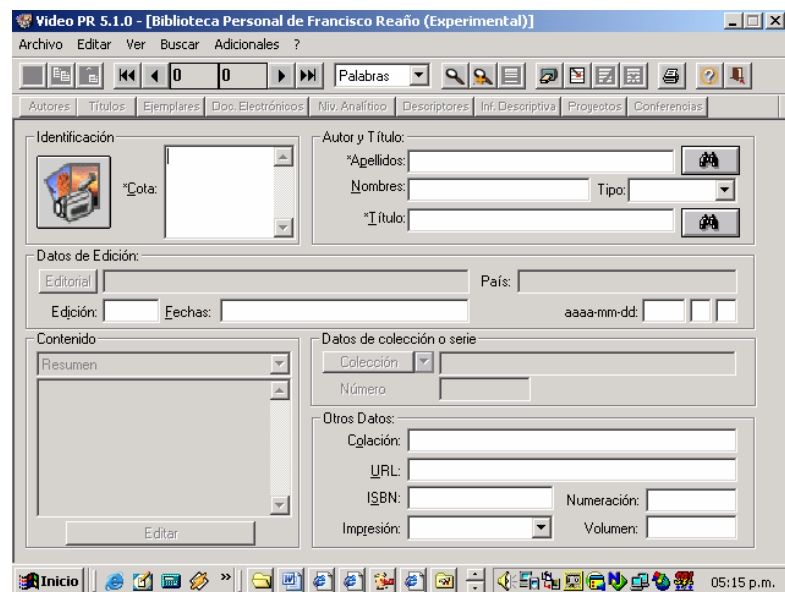 Video PR 5.1.0 - [Biblioteca Personal de Francisco Reaño (Experimental)]
Archivo Editar Ver Buscar Adicionales ?
0 0 Palabras
Autores Títulos Ejemplares Doc. Electrónicos Niv. Analítico Descriptores Inf. Descriptiva Proyectos Conferencias
Identificación
*Cota:
Autor y Título:
*Apellidos:
Nombres: Tipo:
*Título:
Datos de Edición:
Editorial País:
Edición: Fechas: aaaa-mm-dd:
Contenido
Resumen
Editar
Datos de colección o serie
Colección
Número
Otros Datos:
Colación:
URL:
ISBN: Numeración:
Impresión: Volumen:
Inicio » 05:15 p.m.